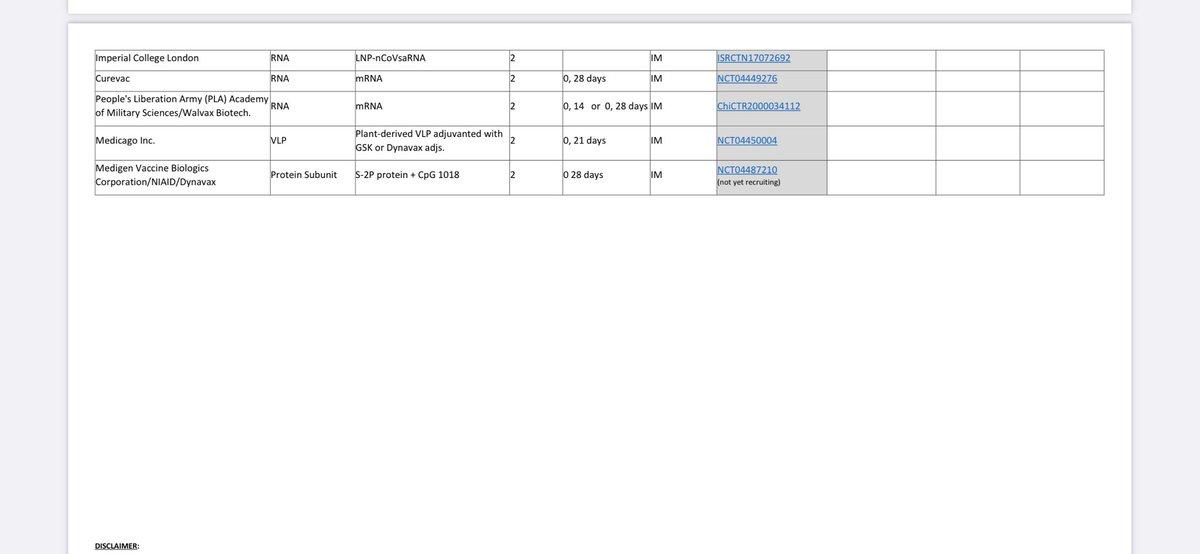 Imperial College London RNA LNP-nCoVsaRNA 2 IM ISRCTN17072692
Curevac RNA mRNA 2 0, 28 days IM NCT04449276
People's Liberation Army (PLA) Academy
of Military Sciences/Walvax Biotech. RNA mRNA 2 0, 14 or 0, 28 days IM ChiCTR2000034112
Medicago Inc. VLP Plant-derived VLP adjuvanted with
GSK or Dynavax adjs. 2 0, 21 days IM NCT04450004
Medigen Vaccine Biologics
Corporation/NIAID/Dynavax Protein Subunit S-2P protein + CpG 1018 2 0 28 days IM NCT04487210
(not yet recruiting)
DISCLAIMER: